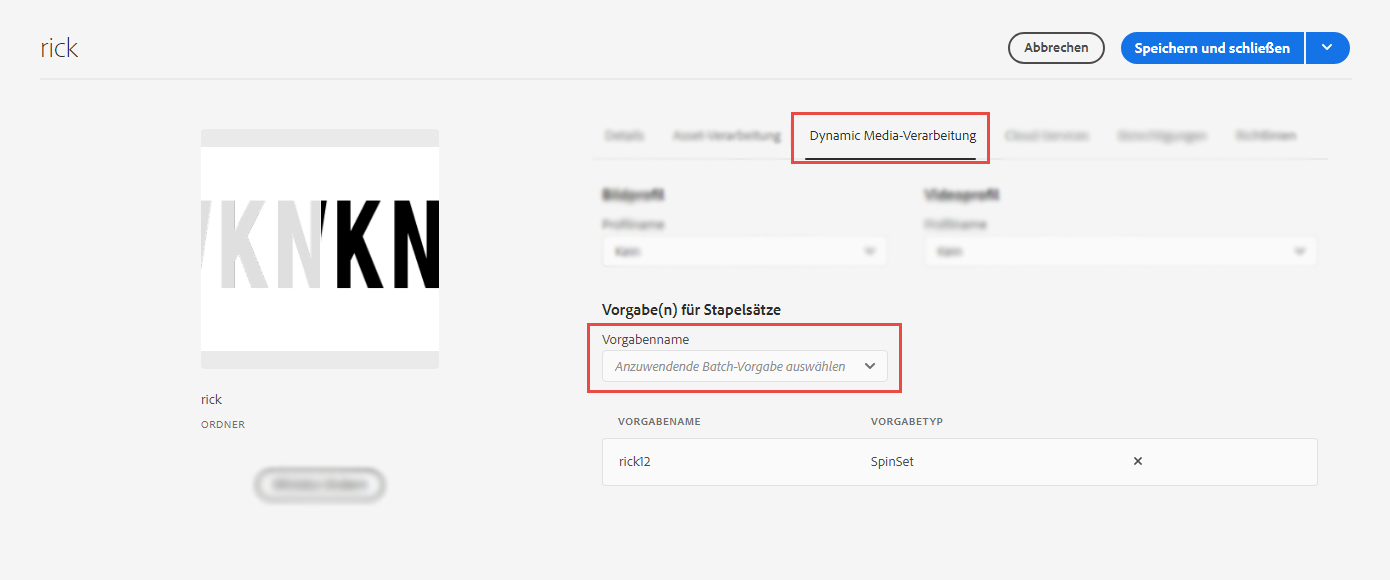 rick
Abbrechen
Speichern und schließen
Details Asset-Verarbeitung Dynamic Media-Verarbeitung Cloud-Services Berechtigungen Richtlinien
Bildprofil Videoprofil
Profilname Profilname
Kein Kein
KN KN
Vorgabe(n) für Stapelsätze
Vorgabenname
Anzuwendende Batch-Vorgabe auswählen
rick
ORDNER
VORGABENAME VORGABETYP
rick12 SpinSet